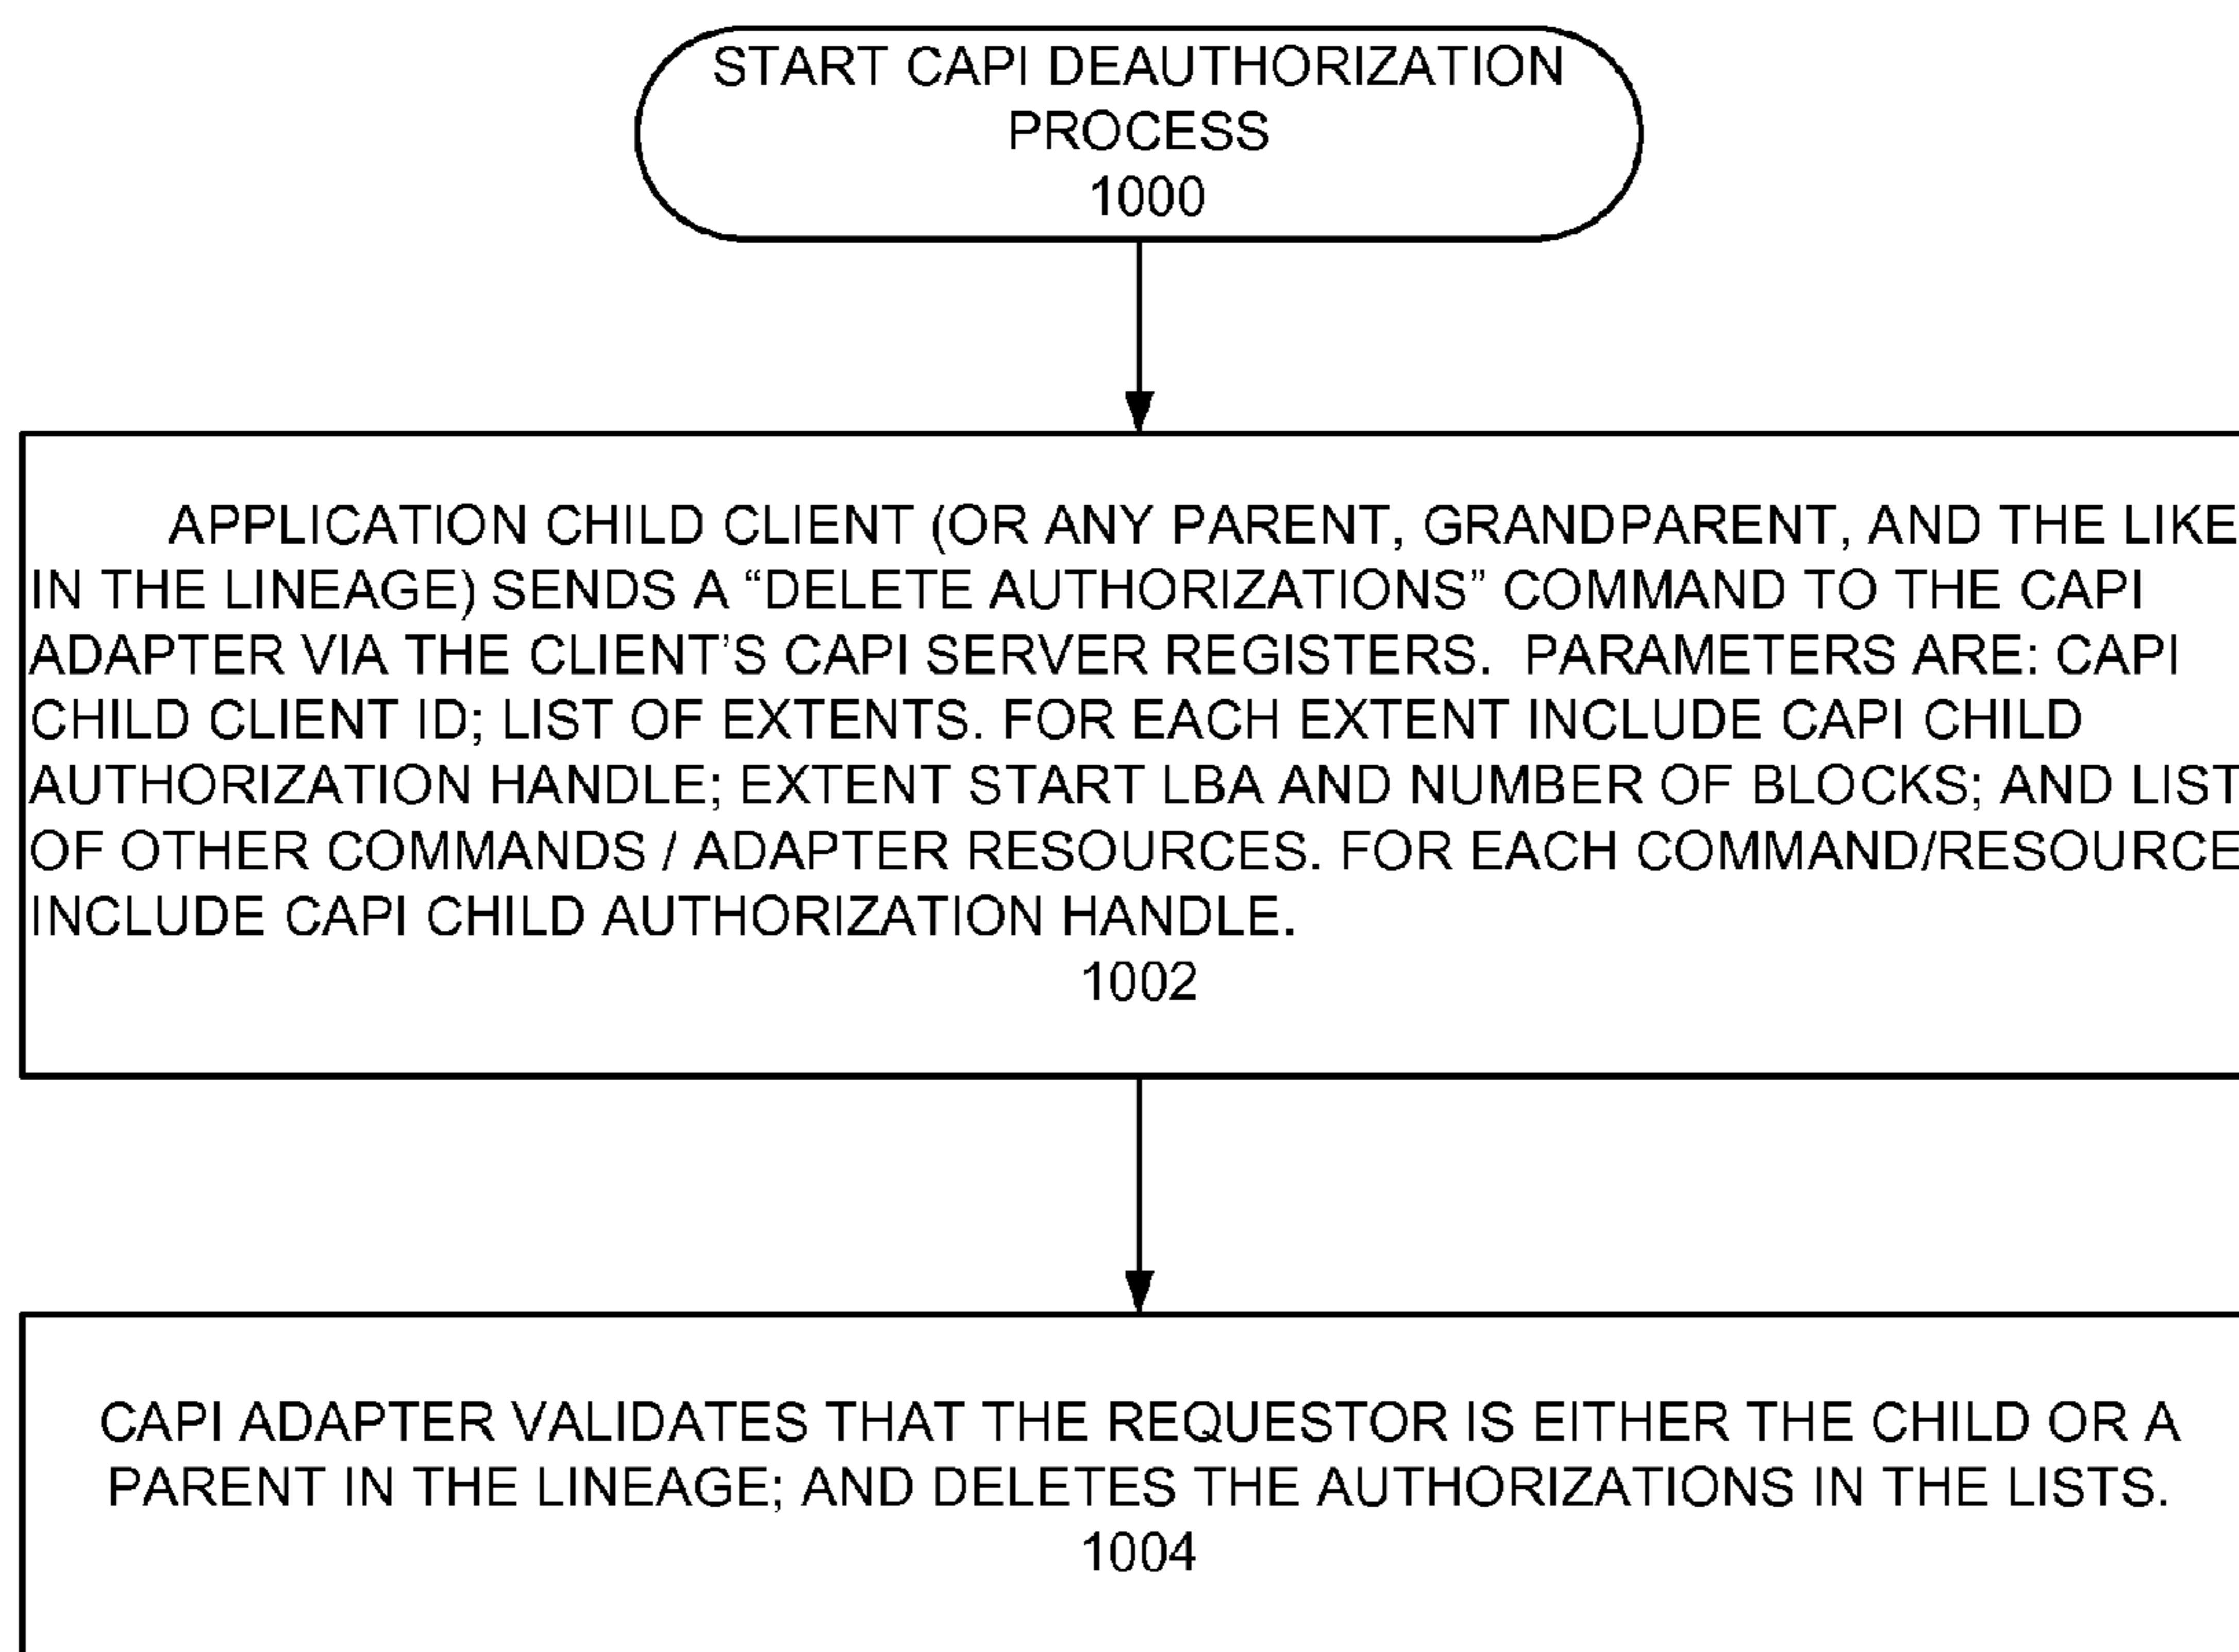 START CAPI DEAUTHORIZATION
PROCESS
1000
APPLICATION CHILD CLIENT (OR ANY PARENT, GRANDPARENT, AND THE LIKE
IN THE LINEAGE) SENDS A “DELETE AUTHORIZATIONS” COMMAND TO THE CAPI
ADAPTER VIA THE CLIENT’S CAPI SERVER REGISTERS. PARAMETERS ARE: CAPI
CHILD CLIENT ID; LIST OF EXTENTS. FOR EACH EXTENT INCLUDE CAPI CHILD
AUTHORIZATION HANDLE; EXTENT START LBA AND NUMBER OF BLOCKS; AND LIST
OF OTHER COMMANDS / ADAPTER RESOURCES. FOR EACH COMMAND/RESOURCE
INCLUDE CAPI CHILD AUTHORIZATION HANDLE.
1002
CAPI ADAPTER VALIDATES THAT THE REQUESTOR IS EITHER THE CHILD OR A
PARENT IN THE LINEAGE; AND DELETES THE AUTHORIZATIONS IN THE LISTS.
1004